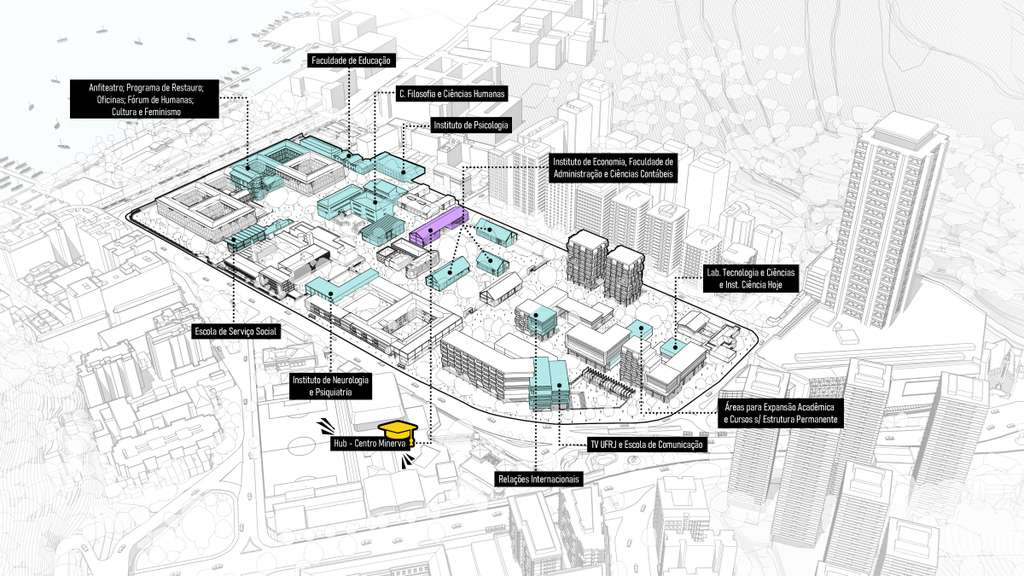 Faculdade de Educação
Anfiteatro; Programa de Restauro;
Oficinas; Fórum de Humanas;
Cultura e Feminismo
C. Filosofia e Ciências Humanas
Instituto de Psicologia
Instituto de Economia, Faculdade de
Administração e Ciências Contábeis
Lab. Tecnologia e Ciências
e Inst. Ciência Hoje
Escola de Serviço Social
Instituto de Neurologia
e Psiquiatria
Áreas para Expansão Acadêmica
e Cursos s/ Estrutura Permanente
Hub - Centro Minerva
TV UFRJ e Escola de Comunicação
Relações Internacionais